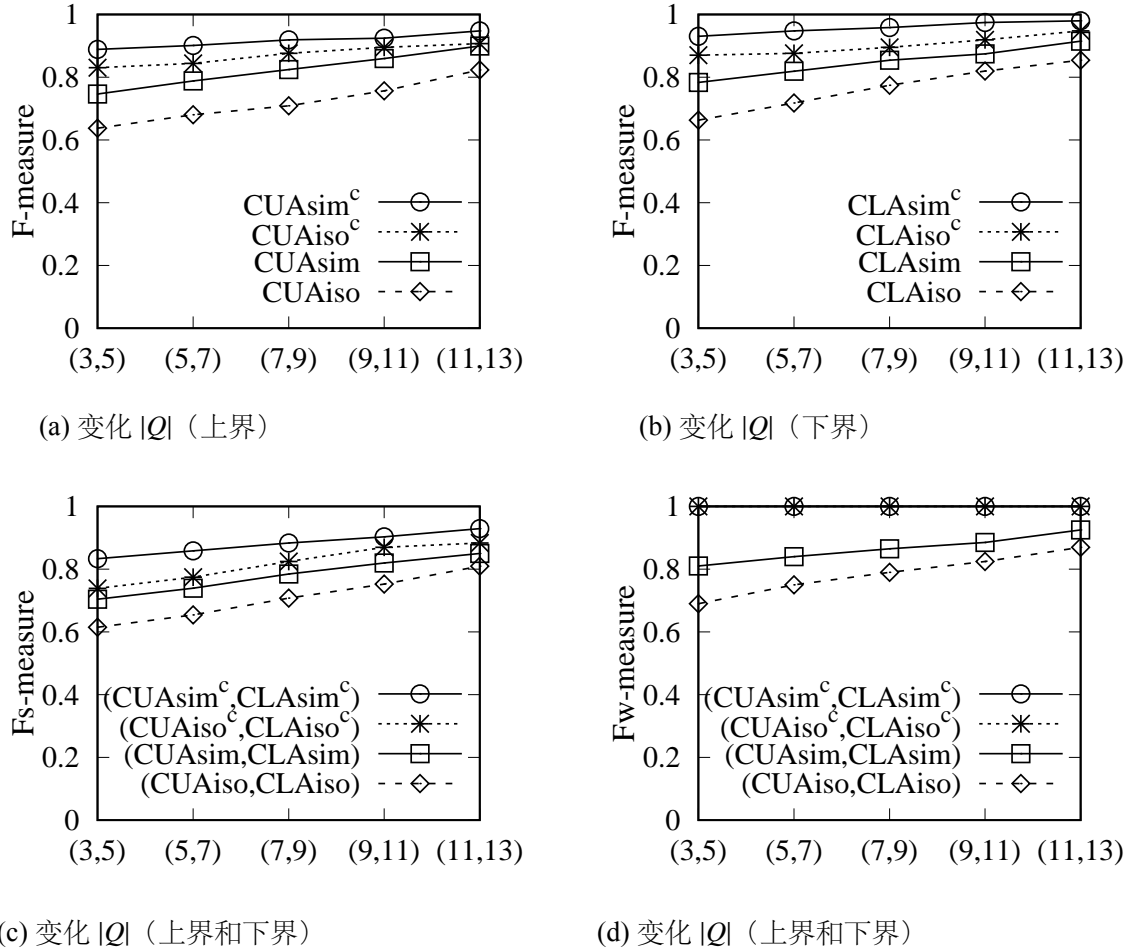 F-measure
1
0.8
0.6
0.4
0.2
0
CUAsim^c
CUAiso^c
CUAsim
CUAiso
(3,5) (5,7) (7,9) (9,11) (11,13)
(a) 变化 |Q|（上界）
F-measure
1
0.8
0.6
0.4
0.2
0
CLAsim^c
CLAiso^c
CLAsim
CLAiso
(3,5) (5,7) (7,9) (9,11) (11,13)
(b) 变化 |Q|（下界）
Fs-measure
1
0.8
0.6
0.4
0.2
0
(CUAsim^c,CLAsim^c)
(CUAiso^c,CLAiso^c)
(CUAsim,CLAsim)
(CUAiso,CLAiso)
(3,5) (5,7) (7,9) (9,11) (11,13)
(c) 变化 |Q|（上界和下界）
Fw-measure
1
0.8
0.6
0.4
0.2
0
(CUAsim^c,CLAsim^c)
(CUAiso^c,CLAiso^c)
(CUAsim,CLAsim)
(CUAiso,CLAiso)
(3,5) (5,7) (7,9) (9,11) (11,13)
(d) 变化 |Q|（上界和下界）